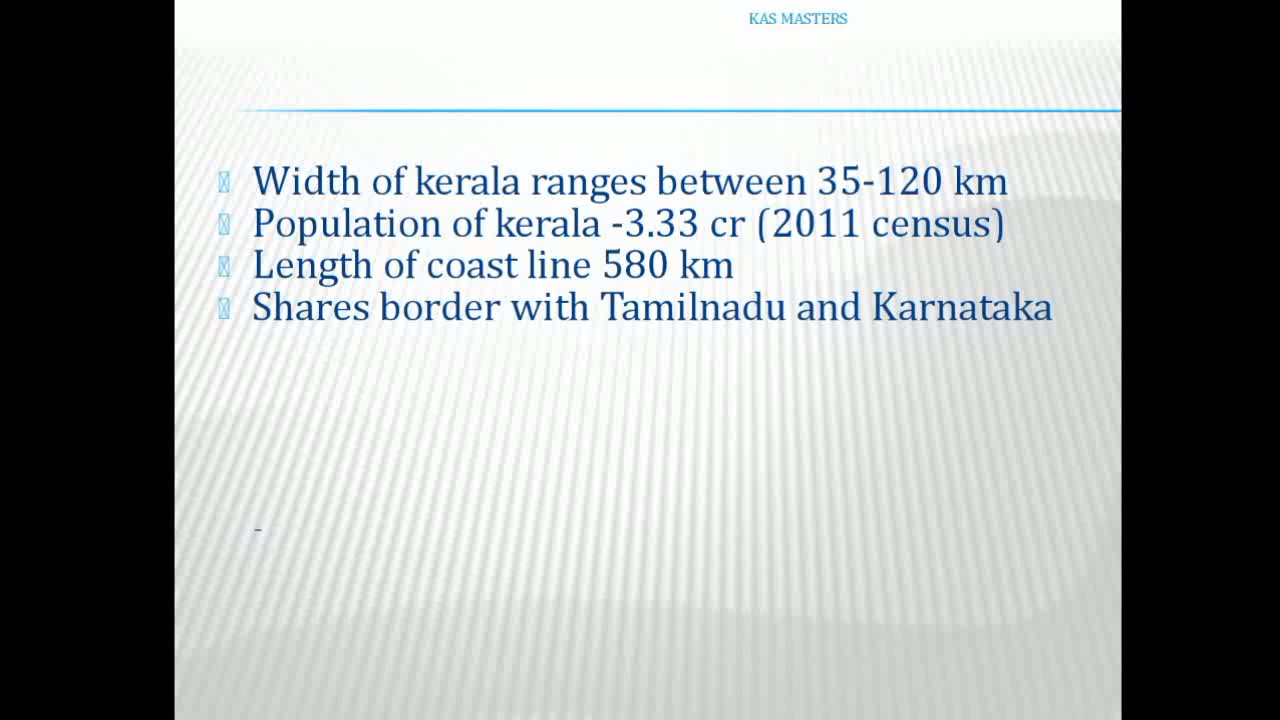 KAS MASTERS
Width of kerala ranges between 35-120 km
Population of kerala -3.33 cr (2011 census)
Length of coast line 580 km
Shares border with Tamilnadu and Karnataka
-